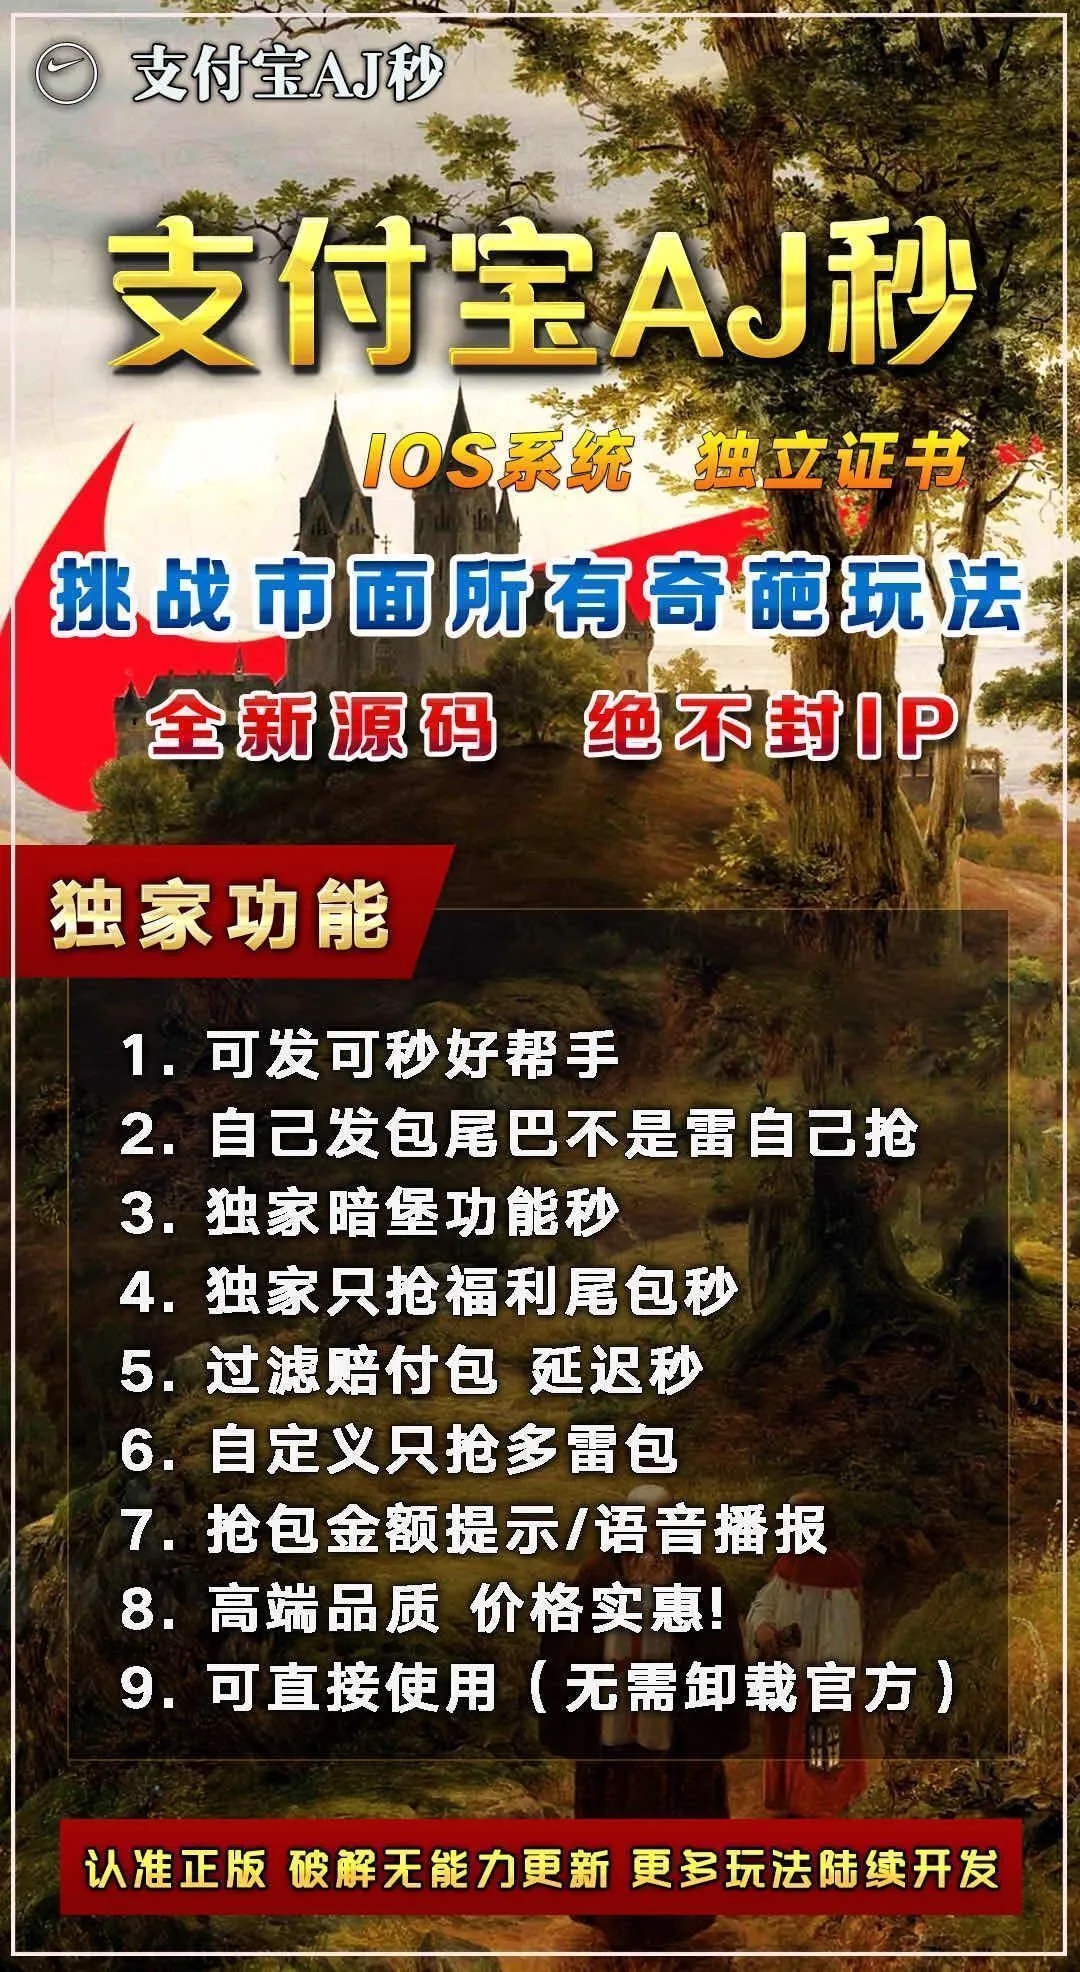 支付宝AJ秒
支付宝AJ秒
IOS系统 独立证书
挑战市面所有奇葩玩法
全新源码 绝不封IP
独家功能
1. 可发可秒好帮手
2. 自己发包尾巴不是雷自己抢
3. 独家暗堡功能秒
4. 独家只抢福利尾包秒
5. 过滤赔付包 延迟秒
6. 自定义只抢多雷包
7. 抢包金额提示/语音播报
8. 高端品质 价格实惠!
9. 可直接使用（无需卸载官方）
认准正版 破解无能力更新 更多玩法陆续开发